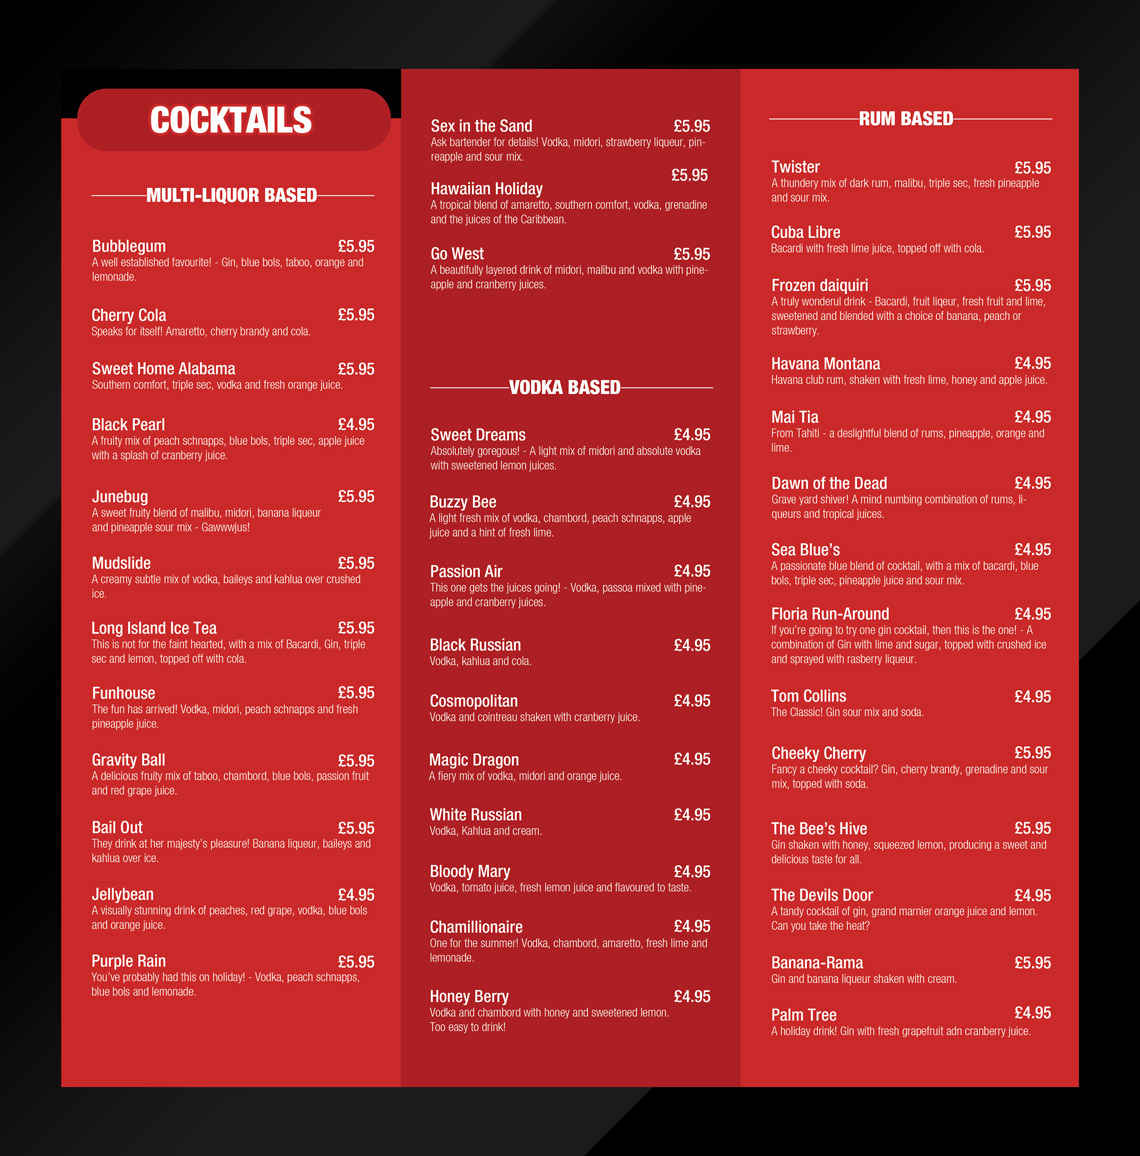 COCKTAILS
MULTI-LIQUOR BASED
Bubblegum £5.95
A well established favourite! - Gin, blue bols, taboo, orange and
lemonade.
Cherry Cola £5.95
Speaks for itself! Amaretto, cherry brandy and cola.
Sweet Home Alabama £5.95
Southern comfort, triple sec, vodka and fresh orange juice.
Black Pearl £4.95
A fruity mix of peach schnapps, blue bols, triple sec, apple juice
with a splash of cranberry juice.
Junebug £5.95
A sweet fruity blend of malibu, midori, banana liqueur
and pineapple sour mix - Gawwwjus!
Mudslide £5.95
A creamy subtle mix of vodka, baileys and kahlua over crushed
ice.
Long Island Ice Tea £5.95
This is not for the faint hearted, with a mix of Bacardi, Gin, triple
sec and lemon, topped off with cola.
Funhouse £5.95
The fun has arrived! Vodka, midori, peach schnapps and fresh
pineapple juice.
Gravity Ball £5.95
A delicious fruity mix of taboo, chambord, blue bols, passion fruit
and red grape juice.
Bail Out £5.95
They drink at her majesty's pleasure! Banana liqueur, baileys and
kahlua over ice.
Jellybean £4.95
A visually stunning drink of peaches, red grape, vodka, blue bols
and orange juice.
Purple Rain £5.95
You've probably had this on holiday! - Vodka, peach schnapps,
blue bols and lemonade.
Sex in the Sand £5.95
Ask bartender for details! Vodka, midori, strawberry liqueur, pin-
reapple and sour mix.
Hawaiian Holiday £5.95
A tropical blend of amaretto, southern comfort, vodka, grenadine
and the juices of the Caribbean.
Go West £5.95
A beautifully layered drink of midori, malibu and vodka with pine-
apple and cranberry juices.
VODKA BASED
Sweet Dreams £4.95
Absolutely goregous! - A light mix of midori and absolute vodka
with sweetened lemon juices.
Buzzy Bee £4.95
A light fresh mix of vodka, chambord, peach schnapps, apple
juice and a hint of fresh lime.
Passion Air £4.95
This one gets the juices going! - Vodka, passoa mixed with pine-
apple and cranberry juices.
Black Russian £4.95
Vodka, kahlua and cola.
Cosmopolitan £4.95
Vodka and cointreau shaken with cranberry juice.
Magic Dragon £4.95
A fiery mix of vodka, midori and orange juice.
White Russian £4.95
Vodka, Kahlua and cream.
Bloody Mary £4.95
Vodka, tomato juice, fresh lemon juice and flavoured to taste.
Chamillionaire £4.95
One for the summer! Vodka, chambord, amaretto, fresh lime and
lemonade.
Honey Berry £4.95
Vodka and chambord with honey and sweetened lemon.
Too easy to drink!
RUM BASED
Twister £5.95
A thundery mix of dark rum, malibu, triple sec, fresh pineapple
and sour mix.
Cuba Libre £5.95
Bacardi with fresh lime juice, topped off with cola.
Frozen daiquiri £5.95
A truly wonderul drink - Bacardi, fruit liqeur, fresh fruit and lime,
sweetened and blended with a choice of banana, peach or
strawberry.
Havana Montana £4.95
Havana club rum, shaken with fresh lime, honey and apple juice.
Mai Tia £4.95
From Tahiti - a deslightful blend of rums, pineapple, orange and
lime.
Dawn of the Dead £4.95
Grave yard shiver! A mind numbing combination of rums, li-
queurs and tropical juices.
Sea Blue's £4.95
A passionate blue blend of cocktail, with a mix of bacardi, blue
bols, triple sec, pineapple juice and sour mix.
Floria Run-Around £4.95
If you're going to try one gin cocktail, then this is the one! - A
combination of Gin with lime and sugar, topped with crushed ice
and sprayed with rasberry liqueur.
Tom Collins £4.95
The Classic! Gin sour mix and soda.
Cheeky Cherry £5.95
Fancy a cheeky cocktail? Gin, cherry brandy, grenadine and sour
mix, topped with soda.
The Bee's Hive £5.95
Gin shaken with honey, squeezed lemon, producing a sweet and
delicious taste for all.
The Devils Door £4.95
A tandy cocktail of gin, grand marnier orange juice and lemon.
Can you take the heat?
Banana-Rama £5.95
Gin and banana liqueur shaken with cream.
Palm Tree £4.95
A holiday drink! Gin with fresh grapefruit adn cranberry juice.